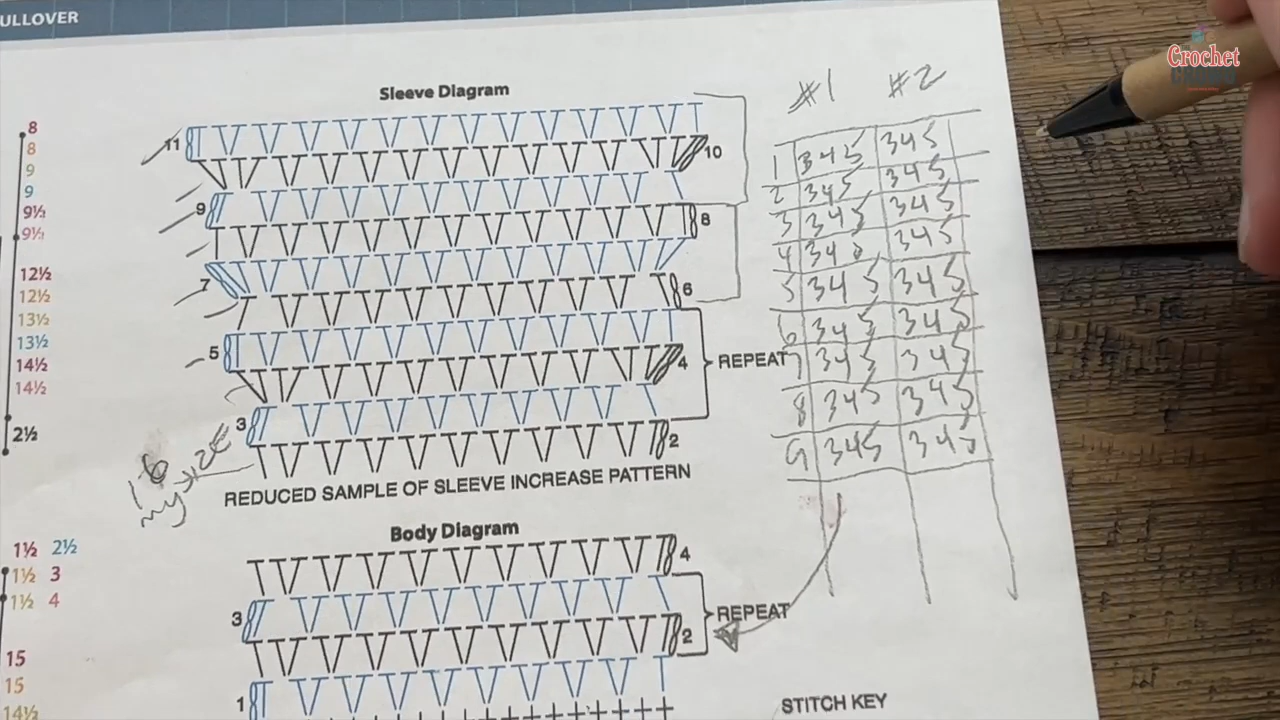 ULLOVER
Crochet
CROWD
8
8
9
9
9½
9½
12½
12½
13½
13½
14½
14½
2½
1½ 2½
1½ 3
1½ 4
15
15
14½
Sleeve Diagram
11
10
9
8
7
6
5
4
REPEAT
3
2
16
my size
REDUCED SAMPLE OF SLEEVE INCREASE PATTERN
Body Diagram
4
3
REPEAT
2
1
STITCH KEY
#1 #2
1 345 345
2 345 345
3 345 345
4 345 345
5 345 345
6 345 345
7 345 345
8 345 345
9 345 345